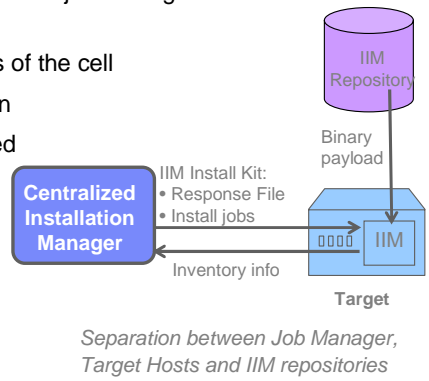 s of the cell
n
ed
IIM
Repository
Binary
payload
IIM Install Kit:
• Response File
• Install jobs
Centralized
Installation
Manager
IIM
Inventory info
Target
Separation between Job Manager,
Target Hosts and IIM repositories